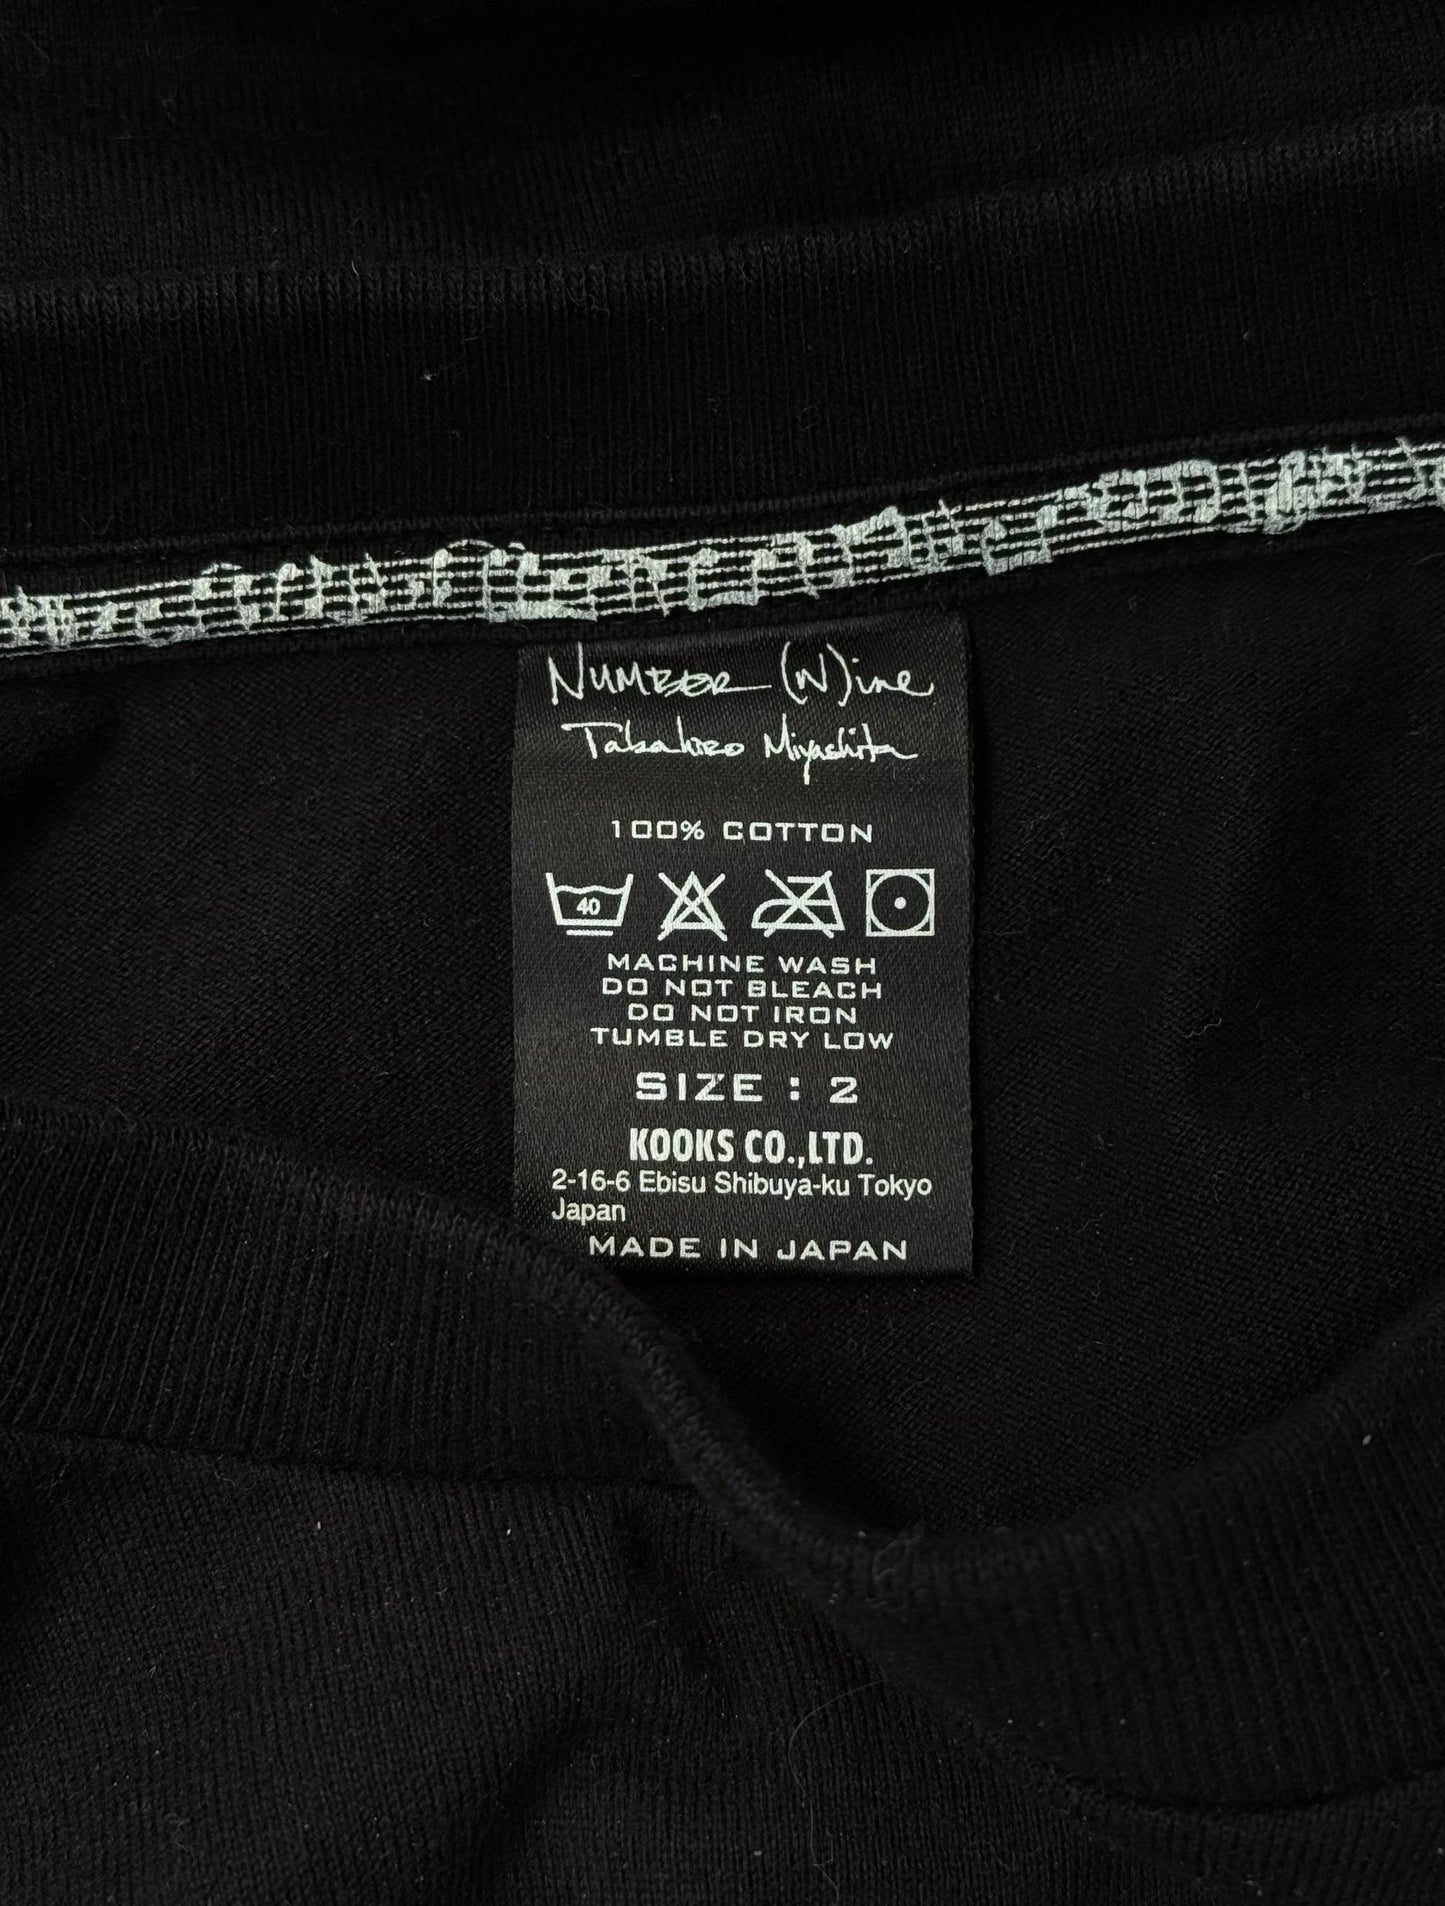 NUMBER (N)ine
Takahiro Miyashita
100% COTTON
40
MACHINE WASH
DO NOT BLEACH
DO NOT IRON
TUMBLE DRY LOW
SIZE : 2
KOOKS CO.,LTD.
2-16-6 Ebisu Shibuya-ku Tokyo
Japan
MADE IN JAPAN